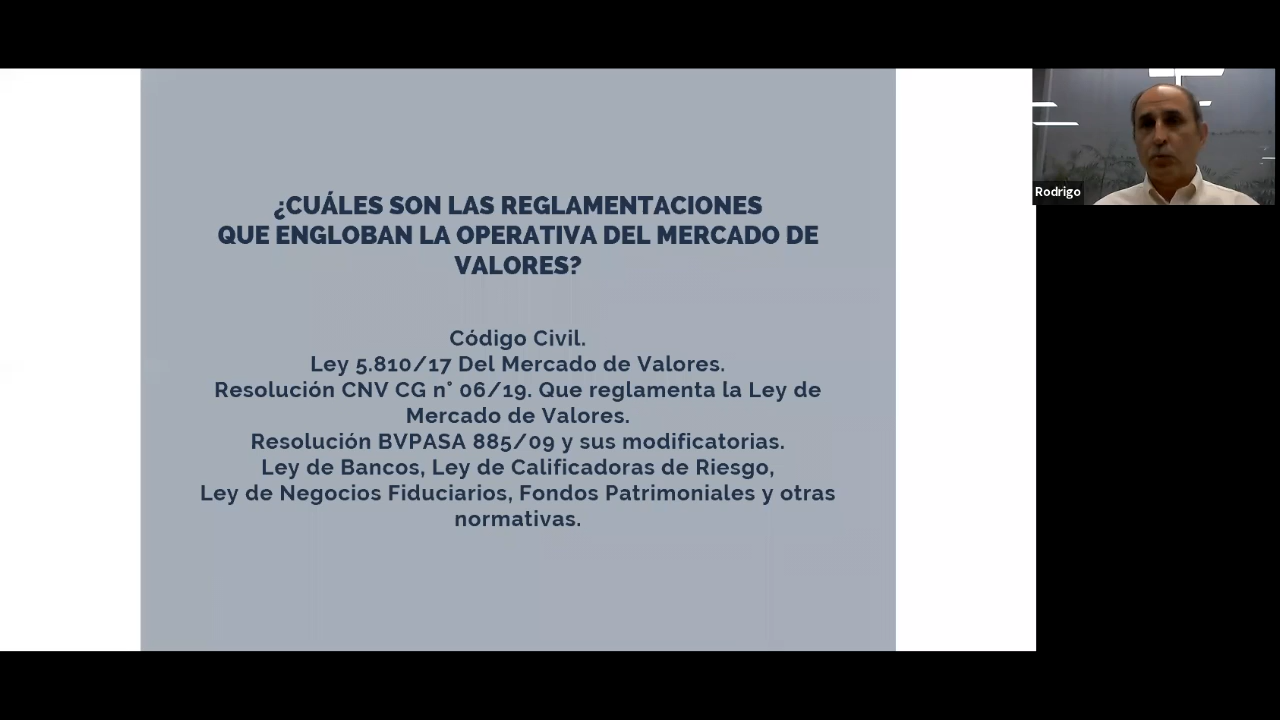 ¿CUÁLES SON LAS REGLAMENTACIONES
QUE ENGLOBAN LA OPERATIVA DEL MERCADO DE
VALORES?
Código Civil.
Ley 5.810/17 Del Mercado de Valores.
Resolución CNV CG n° 06/19. Que reglamenta la Ley de
Mercado de Valores.
Resolución BVPASA 885/09 y sus modificatorias.
Ley de Bancos, Ley de Calificadoras de Riesgo,
Ley de Negocios Fiduciarios, Fondos Patrimoniales y otras
normativas.
Rodrigo